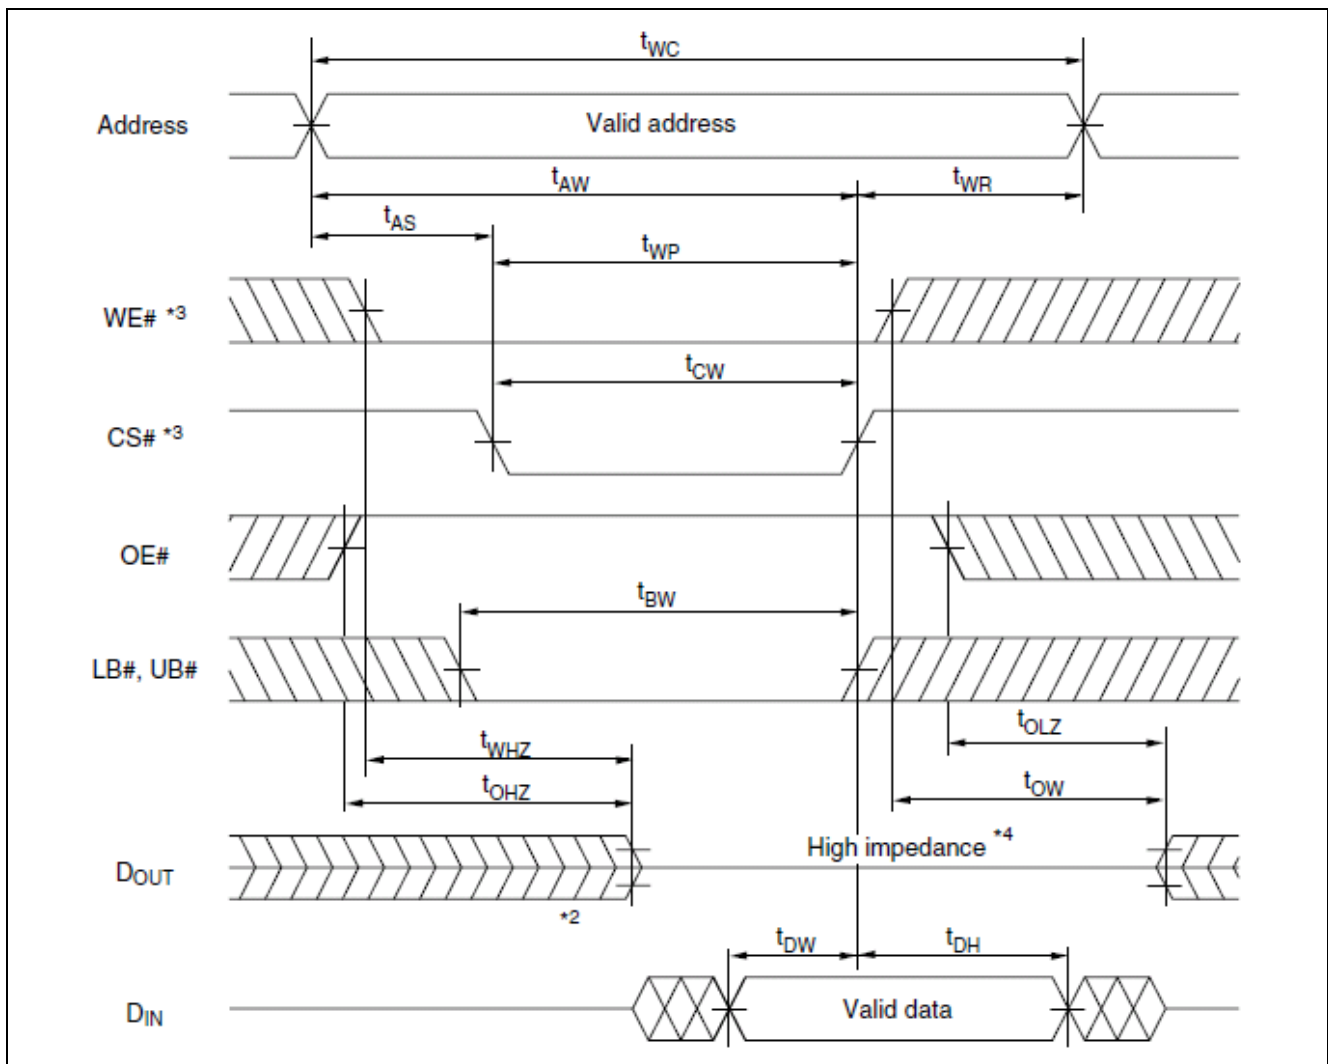 tWC
Address
Valid address
tAW
tWR
tAS
tWP
WE# *3
tCW
CS# *3
OE#
tBW
LB#, UB#
tOLZ
tWHZ
tOHZ
tOW
High impedance *4
DOUT
*2
tDW
tDH
DIN
Valid data